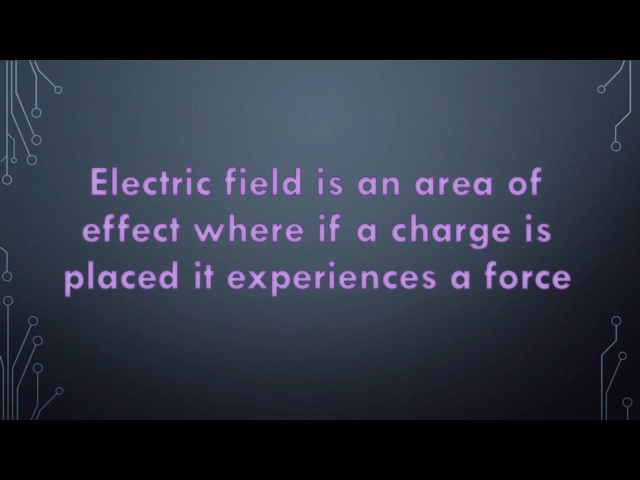 Electric field is an area of
effect where if a charge is
placed it experiences a force